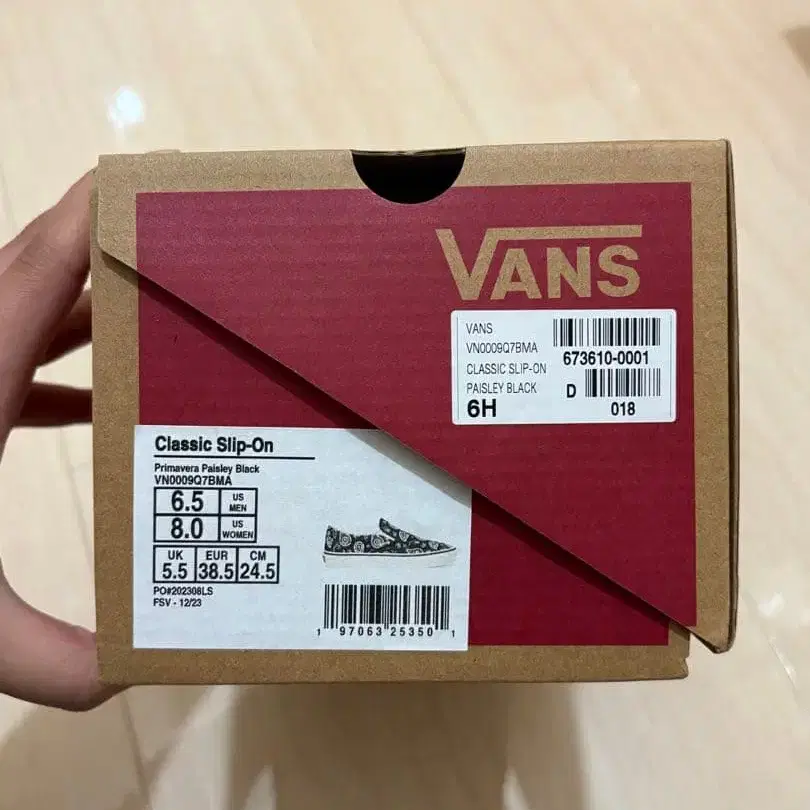 VANS
VANS
VN0009Q7BMA
673610-0001
CLASSIC SLIP-ON
PAISLEY BLACK
D
6H
018
Classic Slip-On
Primavera Paisley Black
VN0009Q7BMA
6.5 US MEN
8.0 US WOMEN
UK EUR CM
5.5 38.5 24.5
PO#202308LS
FSV - 12/23
1 97063 25350 1